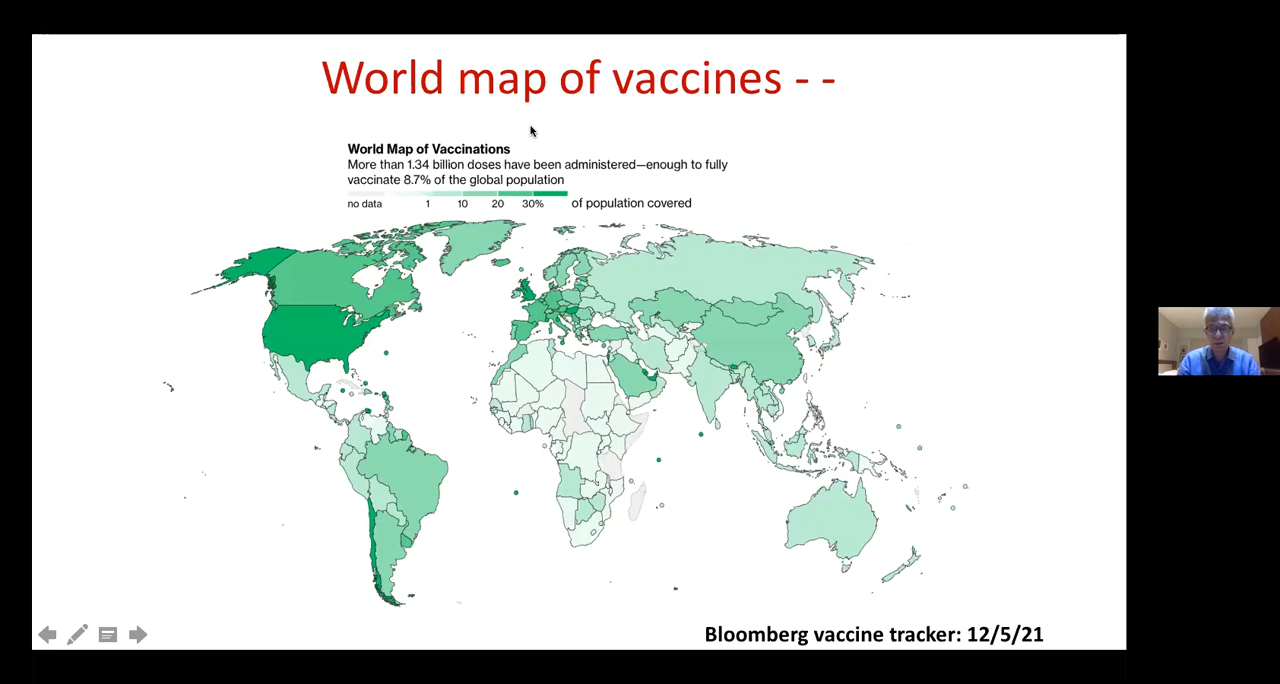 World map of vaccines - -
World Map of Vaccinations
More than 1.34 billion doses have been administered—enough to fully
vaccinate 8.7% of the global population
no data 1 10 20 30% of population covered
Bloomberg vaccine tracker: 12/5/21